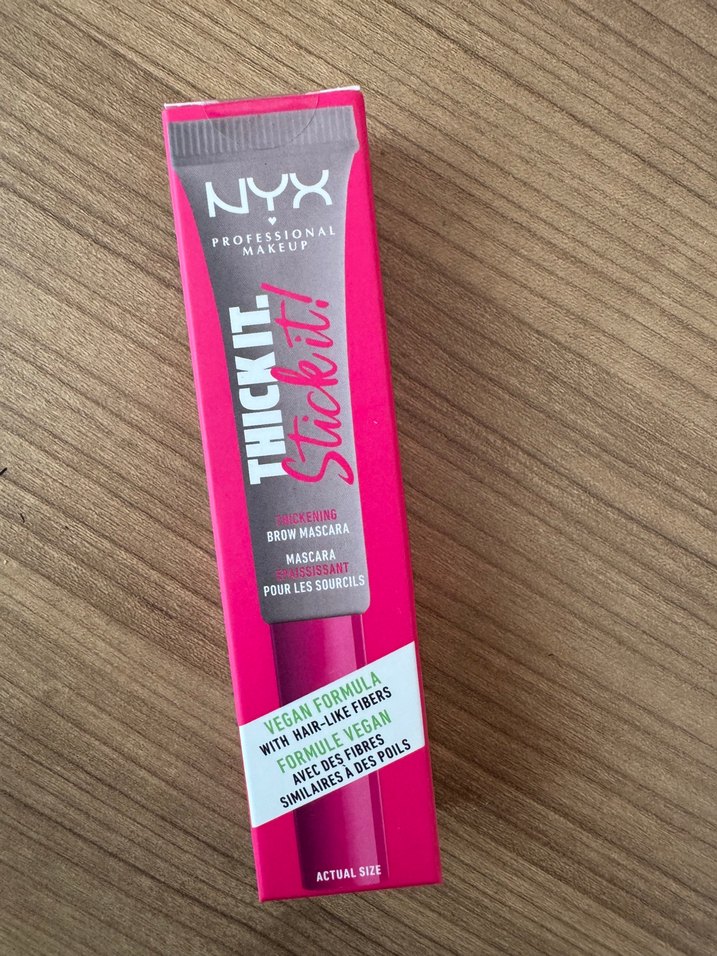 NYX
PROFESSIONAL
MAKEUP
THICK IT.
Stick it!
THICKENING
BROW MASCARA
MASCARA
ÉPAISSISSANT
POUR LES SOURCILS
VEGAN FORMULA
WITH HAIR-LIKE FIBERS
FORMULE VEGAN
AVEC DES FIBRES
SIMILAIRES À DES POILS
ACTUAL SIZE